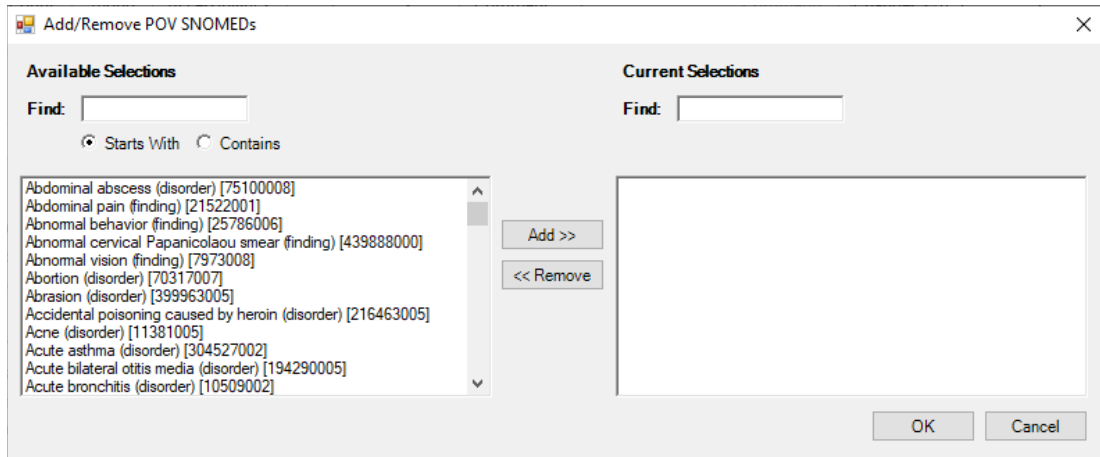 Add/Remove POV SNOMEDs
Available Selections
Find:
Starts With Contains
Abdominal abscess (disorder) [75100008]
Abdominal pain (finding) [21522001]
Abnormal behavior (finding) [25786006]
Abnormal cervical Papanicolaou smear (finding) [439888000]
Abnormal vision (finding) [7973008]
Abortion (disorder) [70317007]
Abrasion (disorder) [399963005]
Accidental poisoning caused by heroin (disorder) [216463005]
Acne (disorder) [11381005]
Acute asthma (disorder) [304527002]
Acute bilateral otitis media (disorder) [194290005]
Acute bronchitis (disorder) [10509002]
Add >>
<< Remove
Current Selections
Find:
OK
Cancel